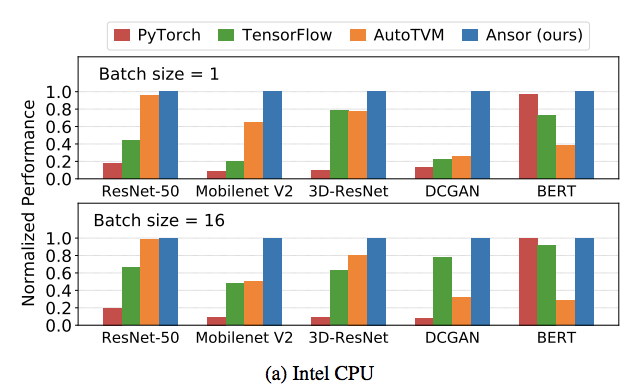 PyTorch TensorFlow AutoTVM Ansor (ours)
Normalized Performance
Batch size = 1
1.0
0.8
0.6
0.4
0.2
0.0
ResNet-50 Mobilenet V2 3D-ResNet DCGAN BERT
Batch size = 16
1.0
0.8
0.6
0.4
0.2
0.0
ResNet-50 Mobilenet V2 3D-ResNet DCGAN BERT
(a) Intel CPU